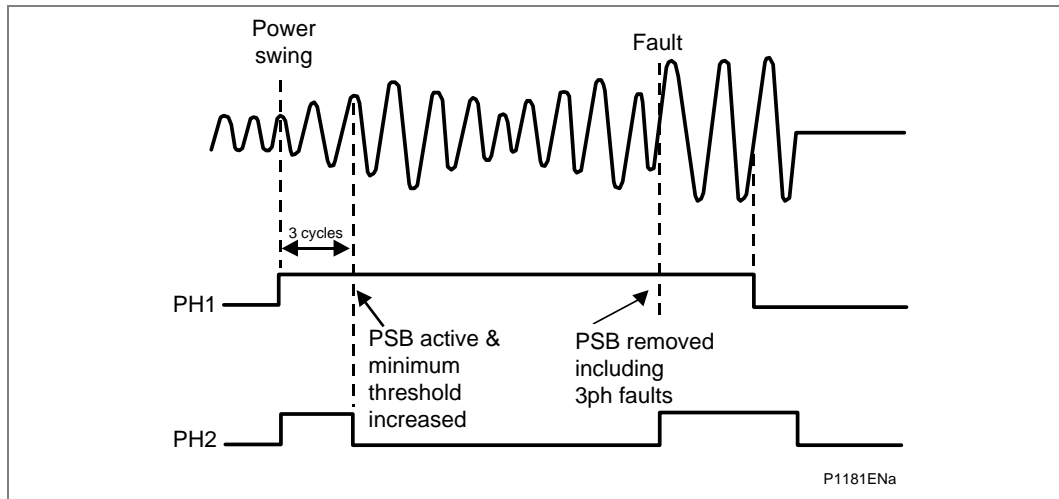 Power
swing
Fault
3 cycles
PH1
PSB active &
minimum
threshold
increased
PSB removed
including
3ph faults
PH2
P1181ENa